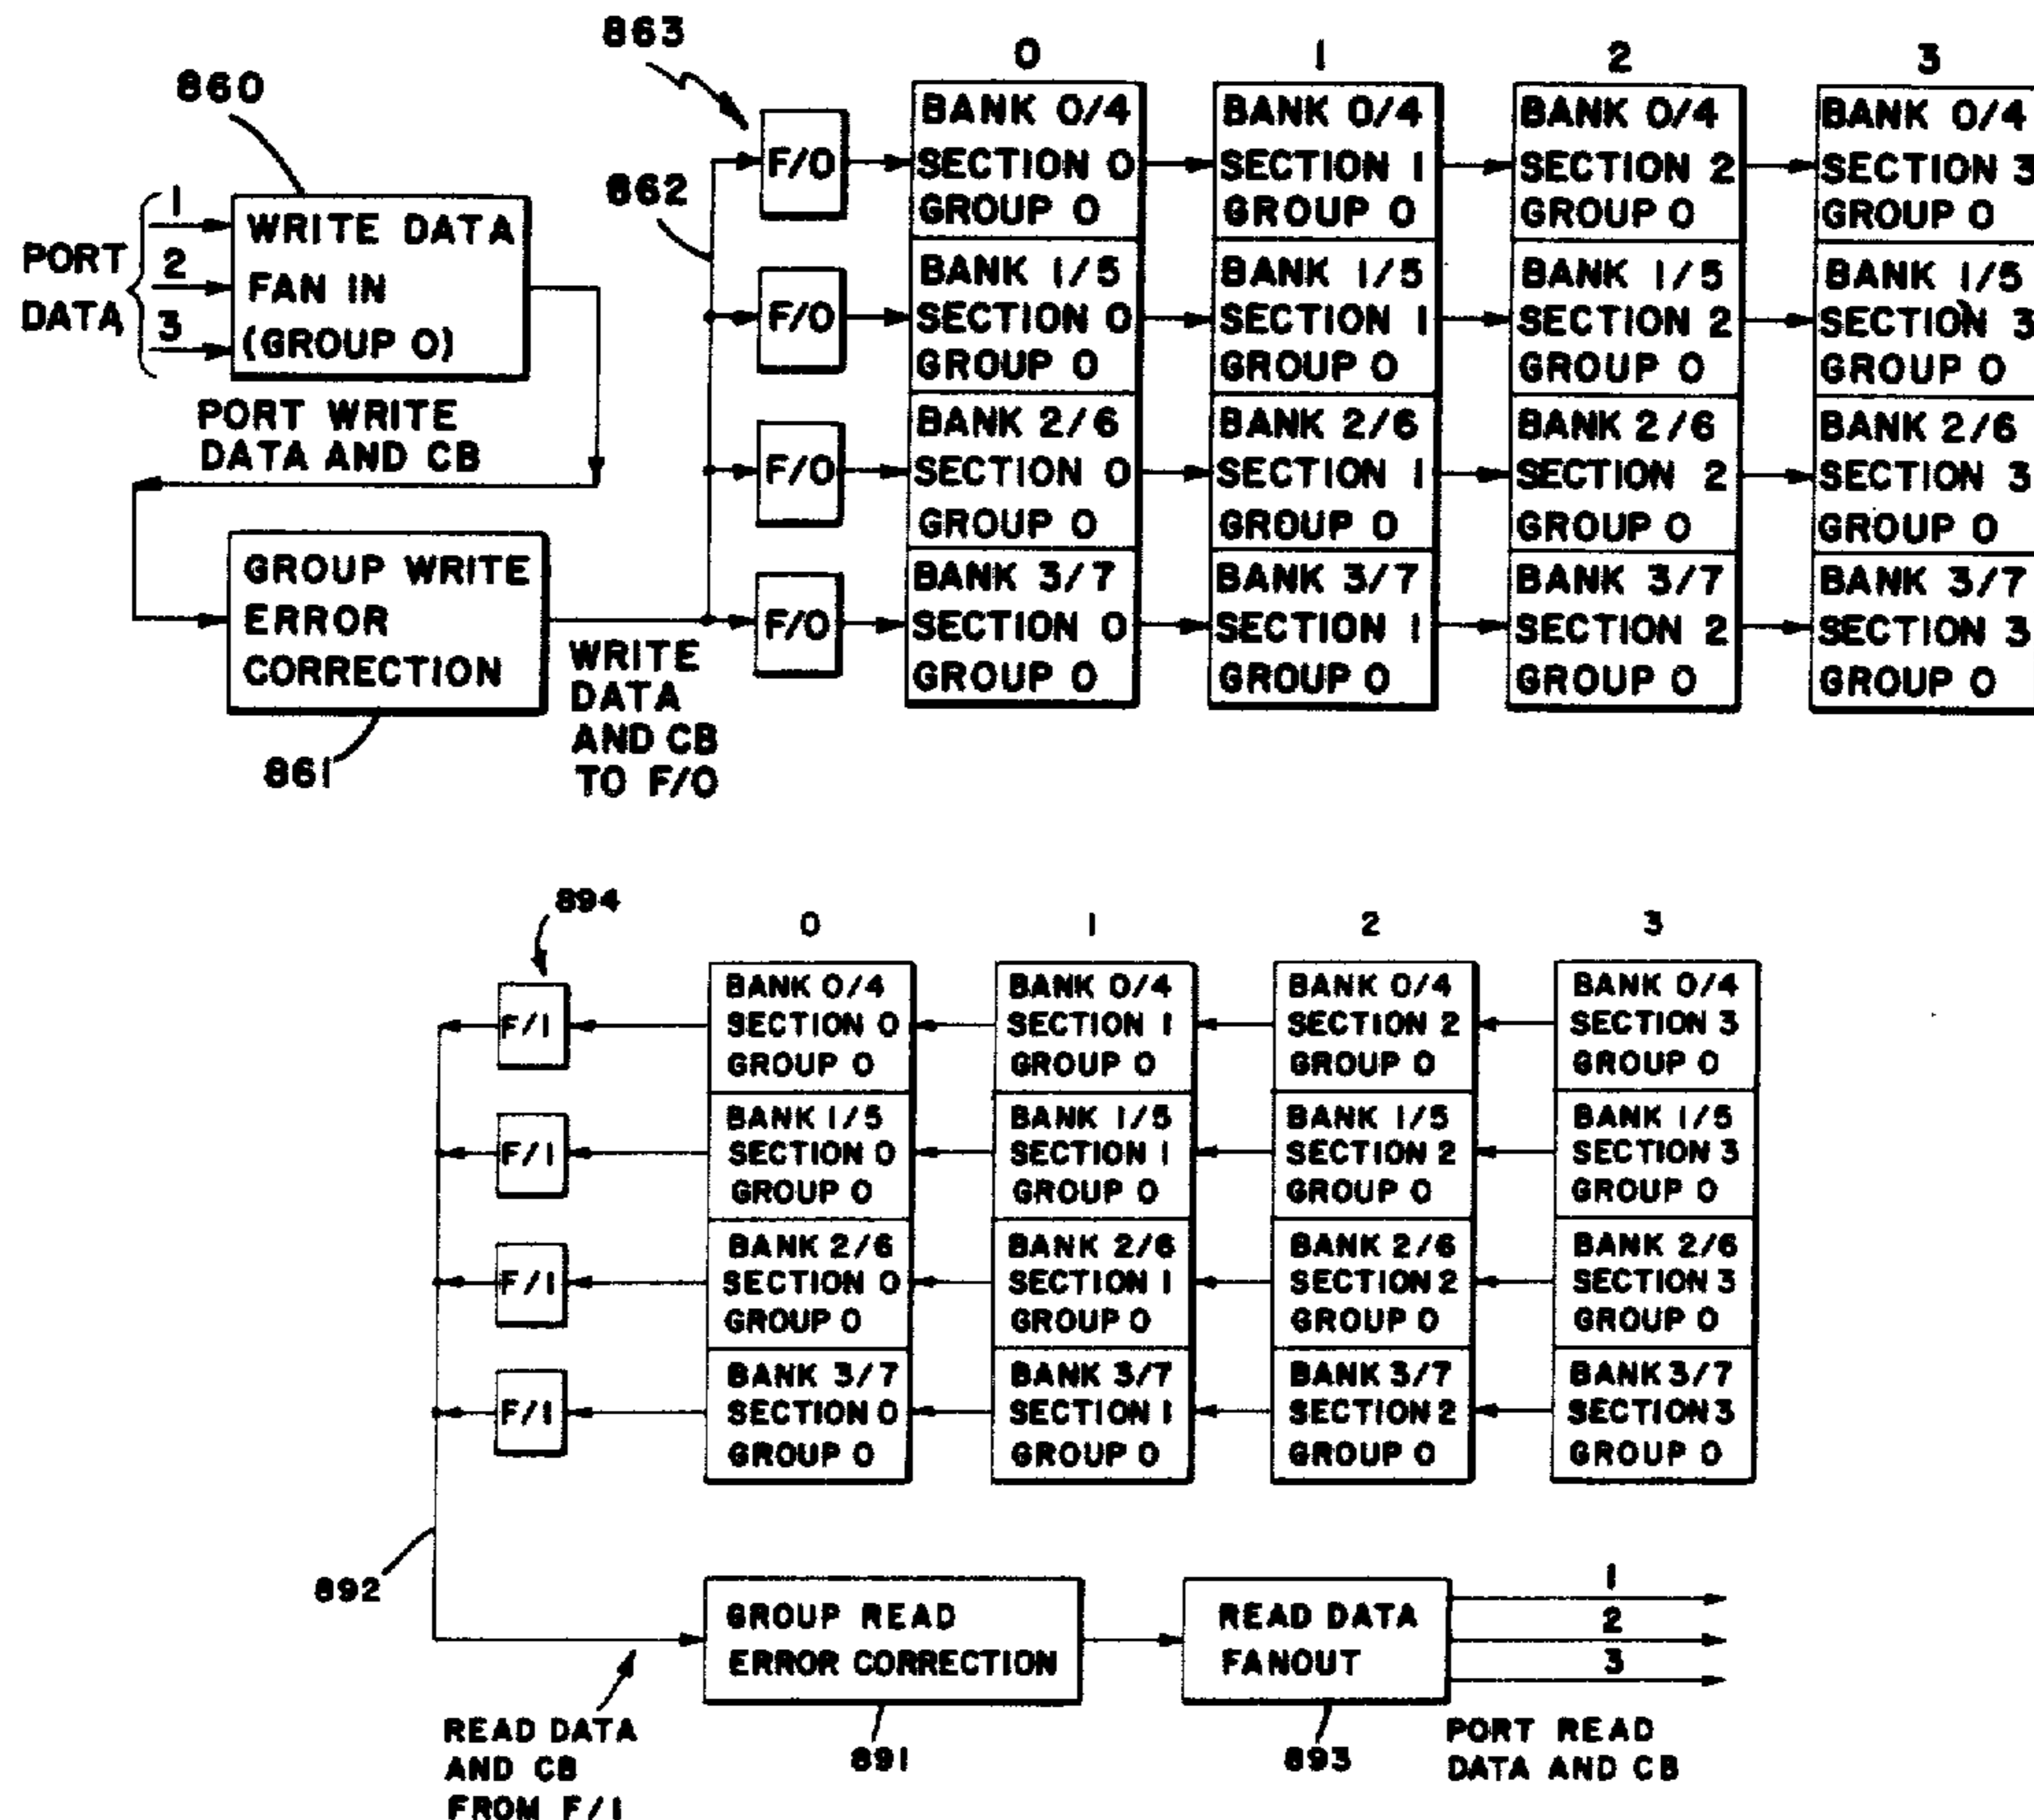 863
0
1
2
3
860
862
PORT
DATA
1
2
3
WRITE DATA
FAN IN
(GROUP 0)
PORT WRITE
DATA AND CB
GROUP WRITE
ERROR
CORRECTION
861
WRITE
DATA
AND CB
TO F/O
F/O
F/O
F/O
F/O
BANK 0/4
SECTION 0
GROUP 0
BANK 0/4
SECTION 1
GROUP 0
BANK 0/4
SECTION 2
GROUP 0
BANK 0/4
SECTION 3
GROUP 0
BANK 1/5
SECTION 0
GROUP 0
BANK 1/5
SECTION 1
GROUP 0
BANK 1/5
SECTION 2
GROUP 0
BANK 1/5
SECTION 3
GROUP 0
BANK 2/6
SECTION 0
GROUP 0
BANK 2/6
SECTION 1
GROUP 0
BANK 2/6
SECTION 2
GROUP 0
BANK 2/6
SECTION 3
GROUP 0
BANK 3/7
SECTION 0
GROUP 0
BANK 3/7
SECTION 1
GROUP 0
BANK 3/7
SECTION 2
GROUP 0
BANK 3/7
SECTION 3
GROUP 0
894
0
1
2
3
F/I
F/I
F/I
F/I
BANK 0/4
SECTION 0
GROUP 0
BANK 0/4
SECTION 1
GROUP 0
BANK 0/4
SECTION 2
GROUP 0
BANK 0/4
SECTION 3
GROUP 0
BANK 1/5
SECTION 0
GROUP 0
BANK 1/5
SECTION 1
GROUP 0
BANK 1/5
SECTION 2
GROUP 0
BANK 1/5
SECTION 3
GROUP 0
BANK 2/6
SECTION 0
GROUP 0
BANK 2/6
SECTION 1
GROUP 0
BANK 2/6
SECTION 2
GROUP 0
BANK 2/6
SECTION 3
GROUP 0
BANK 3/7
SECTION 0
GROUP 0
BANK 3/7
SECTION 1
GROUP 0
BANK 3/7
SECTION 2
GROUP 0
BANK 3/7
SECTION 3
GROUP 0
892
GROUP READ
ERROR CORRECTION
READ DATA
FANOUT
1
2
3
READ DATA
AND CB
FROM F/I
891
893
PORT READ
DATA AND CB